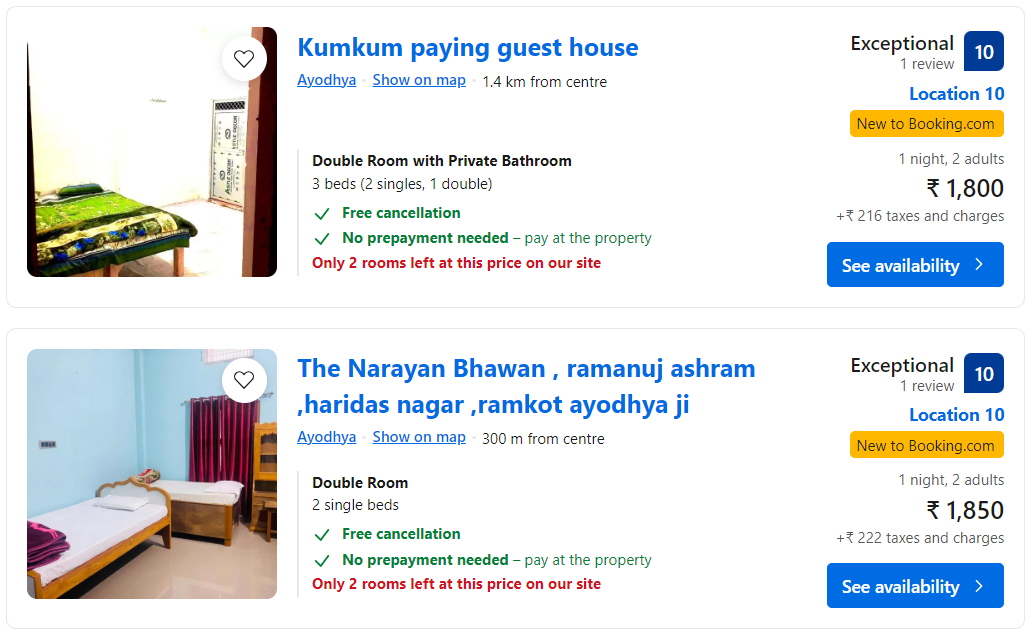 Kumkum paying guest house
Ayodhya · Show on map · 1.4 km from centre
Exceptional 10
1 review
Location 10
New to Booking.com
Double Room with Private Bathroom
3 beds (2 singles, 1 double)
Free cancellation
No prepayment needed – pay at the property
Only 2 rooms left at this price on our site
1 night, 2 adults
₹ 1,800
+₹ 216 taxes and charges
See availability
The Narayan Bhawan , ramanuj ashram
,haridas nagar ,ramkot ayodhya ji
Ayodhya · Show on map · 300 m from centre
Exceptional 10
1 review
Location 10
New to Booking.com
Double Room
2 single beds
Free cancellation
No prepayment needed – pay at the property
Only 2 rooms left at this price on our site
1 night, 2 adults
₹ 1,850
+₹ 222 taxes and charges
See availability